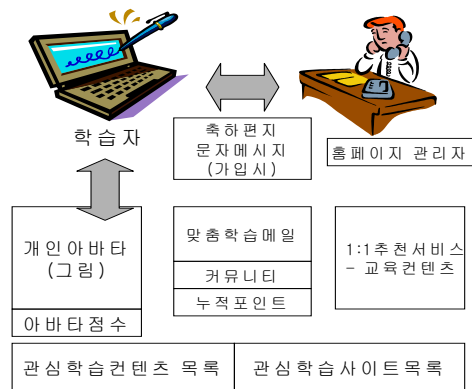 학습자
축하편지
문자메시지
(가입시)
홈페이지 관리자
개인아바타
(그림)
아바타점수
맞춤학습메일
커뮤니티
누적포인트
1:1추천서비스
- 교육컨텐츠
관심학습컨텐츠 목록
관심학습사이트목록